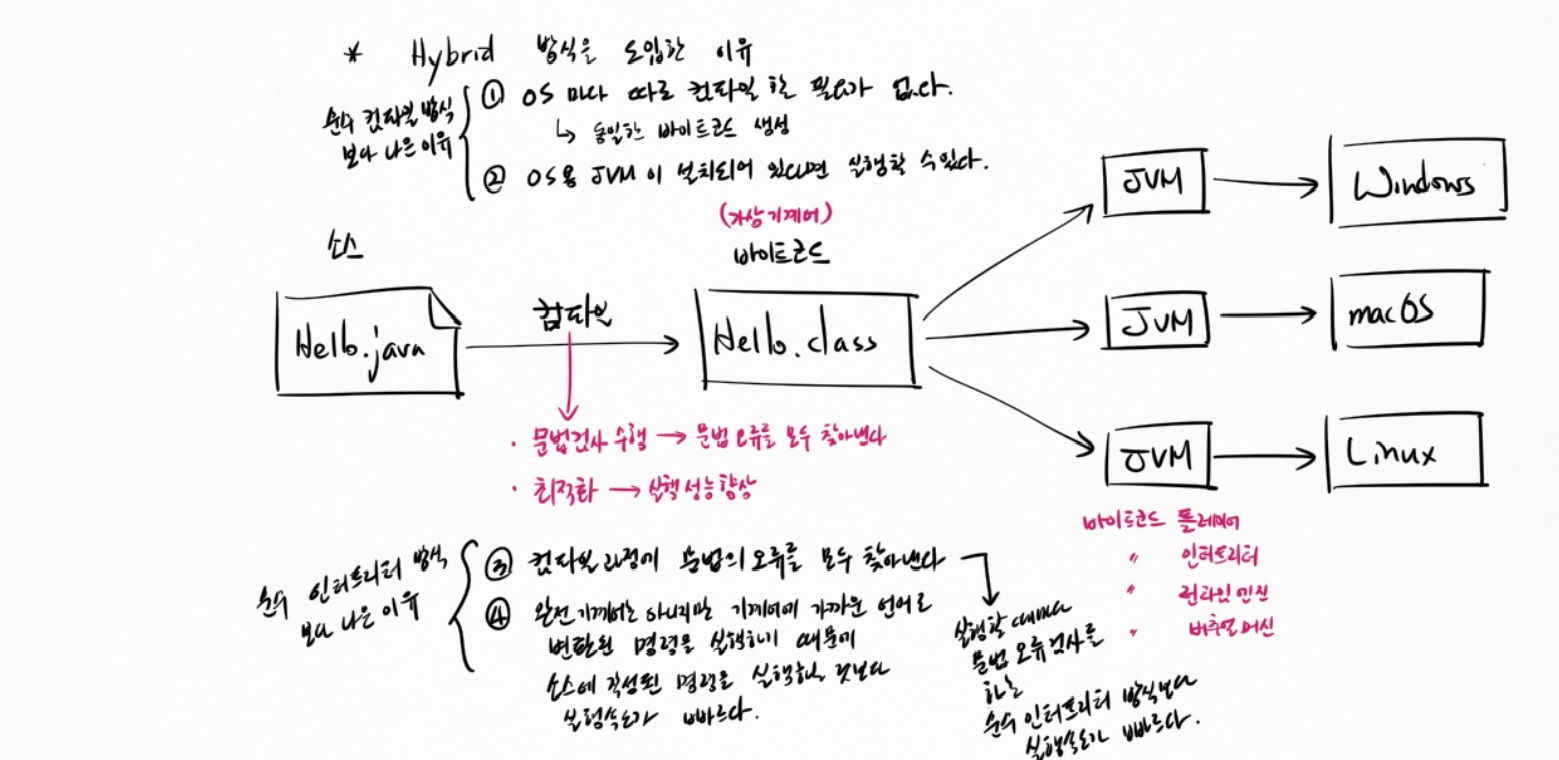 * Hybrid 방식을 도입한 이유
순수 컴파일 방식
보다 나은 이유
① OS 마다 따로 컴파일 할 필요가 없다.
↳ 동일한 바이트코드 생성
② OS용 JVM이 설치되어 있다면 실행할 수 있다.
소스
Hello.java
컴파일
(가상기계어)
바이트코드
Hello.class
JVM → Windows
JVM → macOS
JVM → Linux
· 문법검사 수행 → 문법 오류를 모두 찾아낸다
· 최적화 → 실행 성능 향상
바이트코드 플레이어
" 인터프리터
" 런타임 엔진
" 버추얼 머신
순수 인터프리터 방식
보다 나은 이유
③ 컴파일 과정에 문법의 오류를 모두 찾아낸다
④ 완전 기계어는 아니지만 기계어에 가까운 언어로
변환된 명령을 실행하기 때문에
소스에 작성된 명령을 실행하는 것보다
실행속도가 빠르다.
실행할 때마다
문법 오류 검사를
하는
순수 인터프리터 방식보다
실행속도가 빠르다.